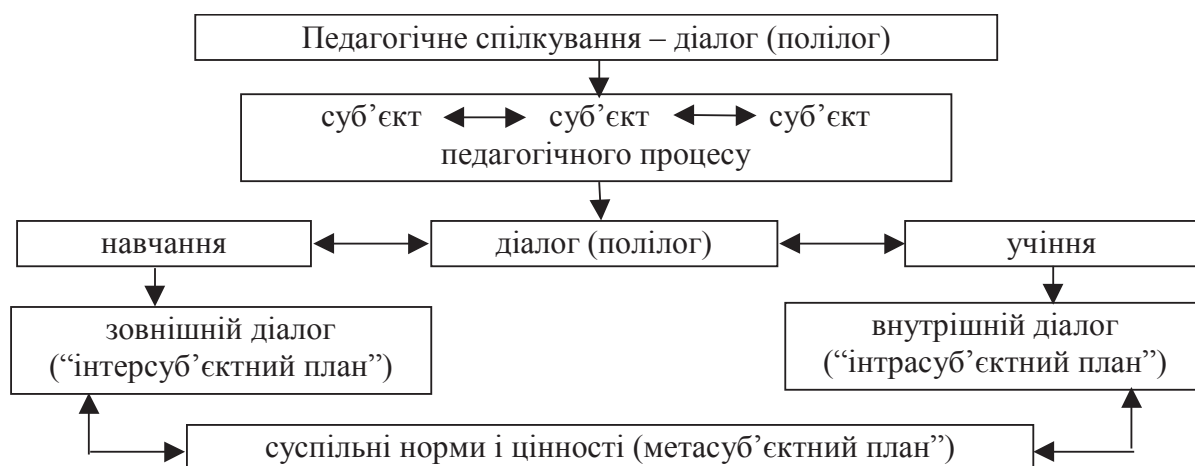 Педагогічне спілкування – діалог (полілог)
суб’єкт суб’єкт суб’єкт
педагогічного процесу
навчання діалог (полілог) учіння
зовнішній діалог
(“інтерсуб’єктний план”)
внутрішній діалог
(“інтрасуб’єктний план”)
суспільні норми і цінності (метасуб’єктний план”)